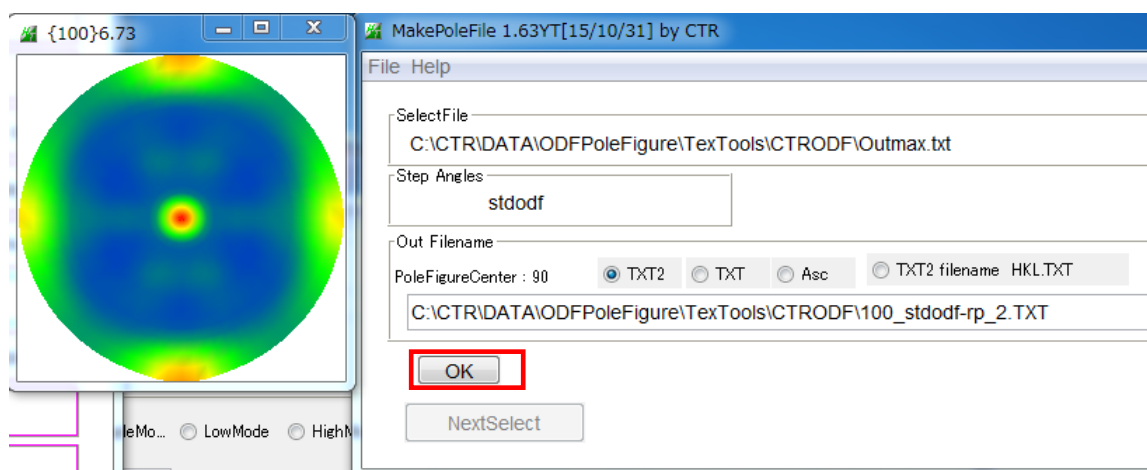 {100}6.73
MakePoleFile 1.63YT[15/10/31] by CTR
File Help
SelectFile
C:\CTR\DATA\ODFPoleFigure\TexTools\CTRODF\Outmax.txt
Step Angles
stdodf
Out Filename
PoleFigureCenter : 90 TXT2 TXT Asc TXT2 filename HKL.TXT
C:\CTR\DATA\ODFPoleFigure\TexTools\CTRODF\100_stdodf-rp_2.TXT
OK
NextSelect
leMo... LowMode